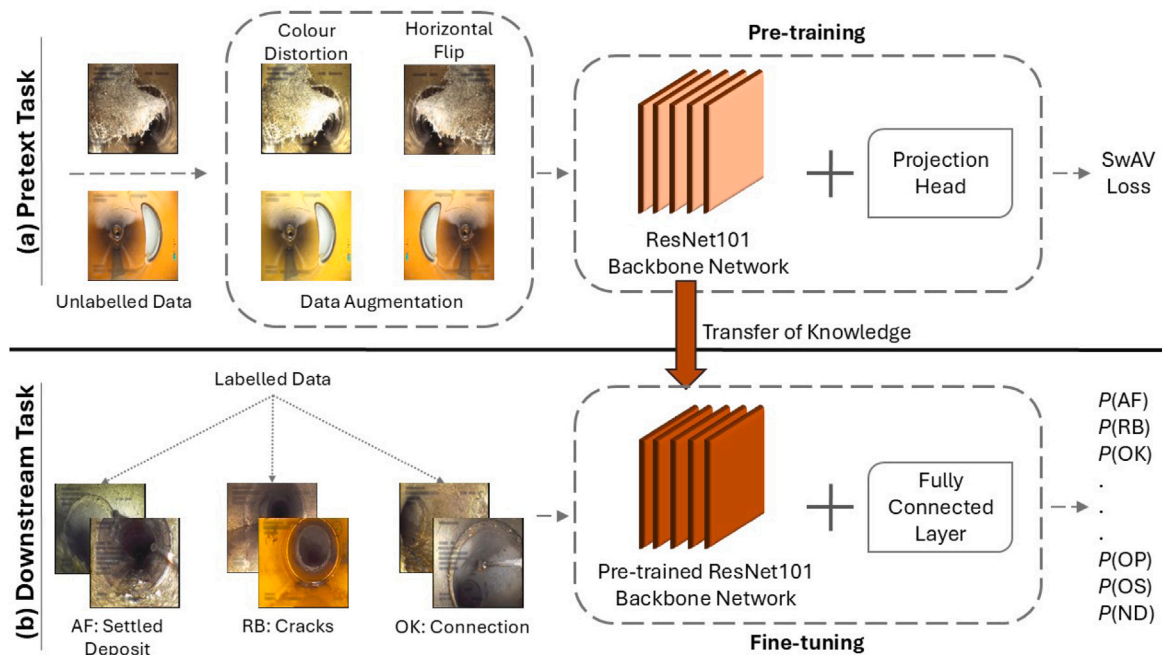 (a) Pretext Task
Colour
Distortion
Horizontal
Flip
Unlabelled Data
Data Augmentation
Pre-training
ResNet101
Backbone Network
Projection
Head
SwAV
Loss
Transfer of Knowledge
(b) Downstream Task
Labelled Data
AF: Settled
Deposit
RB: Cracks
OK: Connection
Pre-trained ResNet101
Backbone Network
Fully
Connected
Layer
Fine-tuning
P(AF)
P(RB)
P(OK)
.
.
.
P(OP)
P(OS)
P(ND)